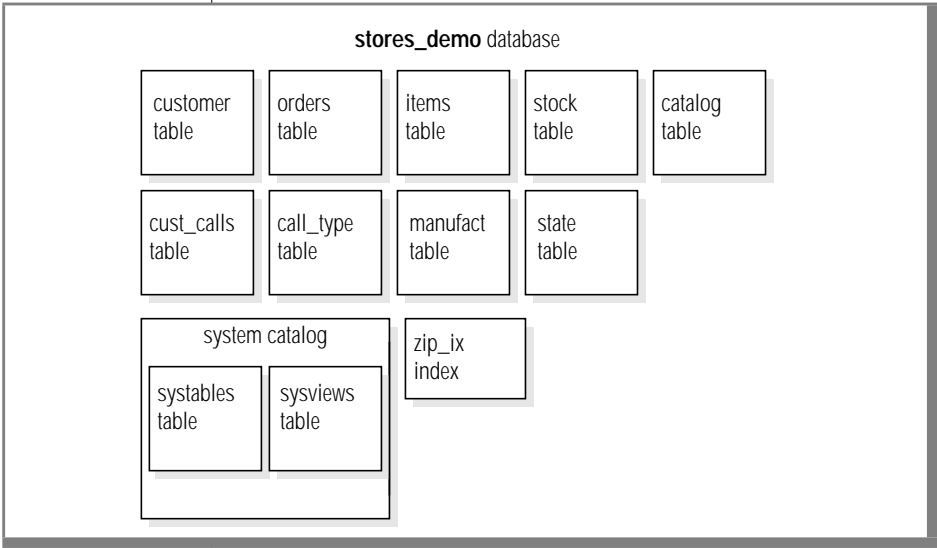 stores_demo database
customer
table
orders
table
items
table
stock
table
catalog
table
cust_calls
table
call_type
table
manufact
table
state
table
system catalog
systables
table
sysviews
table
zip_ix
index